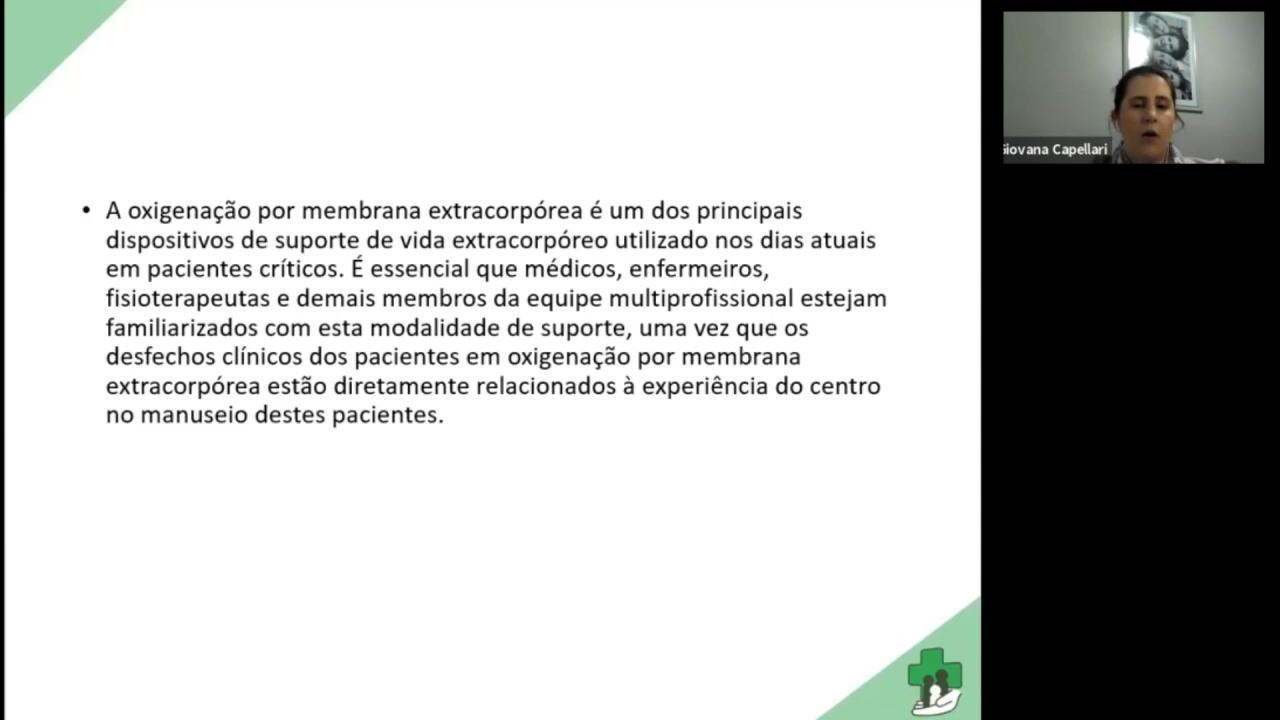 • A oxigenação por membrana extracorpórea é um dos principais
dispositivos de suporte de vida extracorpóreo utilizado nos dias atuais
em pacientes críticos. É essencial que médicos, enfermeiros,
fisioterapeutas e demais membros da equipe multiprofissional estejam
familiarizados com esta modalidade de suporte, uma vez que os
desfechos clínicos dos pacientes em oxigenação por membrana
extracorpórea estão diretamente relacionados à experiência do centro
no manuseio destes pacientes.
Giovana Capellari